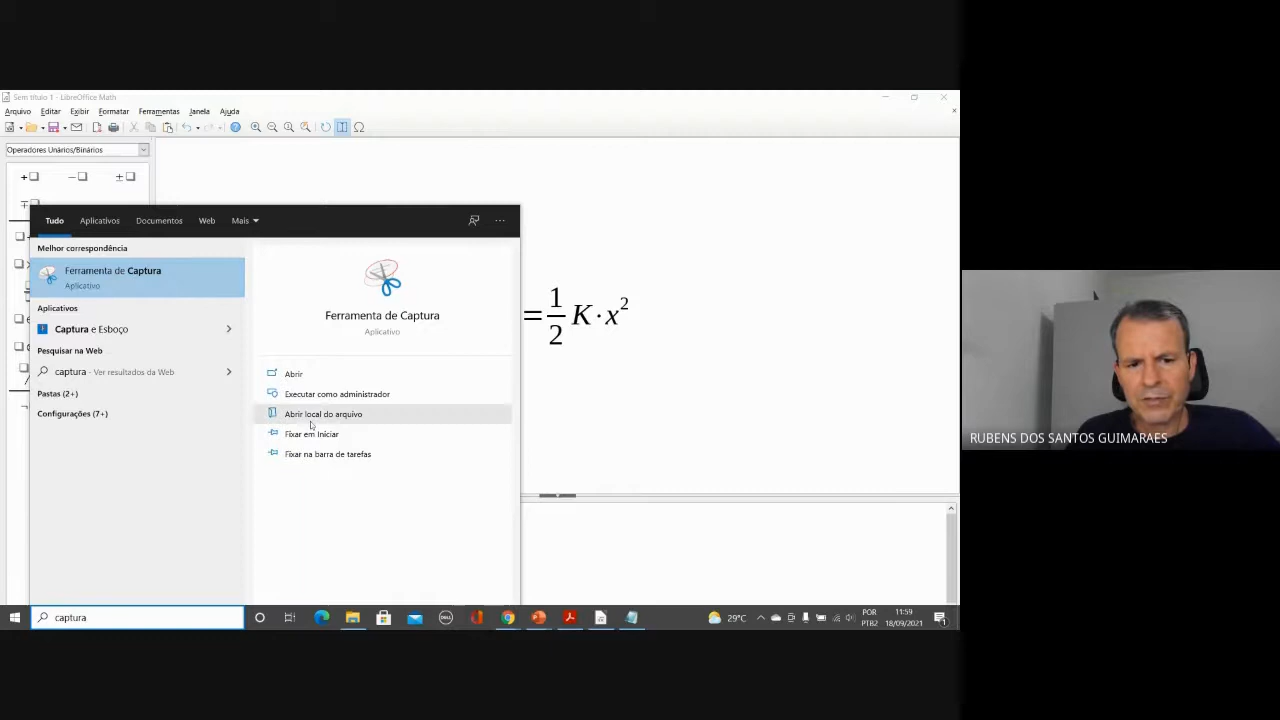 Sem título 1 - LibreOffice Math
Arquivo Editar Exibir Formatar Ferramentas Janela Ajuda
Operadores Unários/Binários
+□ −□ ±□
Tudo Aplicativos Documentos Web Mais
Melhor correspondência
Ferramenta de Captura
Aplicativo
Aplicativos
Captura e Esboço
Pesquisar na Web
captura - Ver resultados da Web
Pastas (2+)
Configurações (7+)
Ferramenta de Captura
Aplicativo
Abrir
Executar como administrador
Abrir local do arquivo
Fixar em Iniciar
Fixar na barra de tarefas
= 1/2 K · x²
RUBENS DOS SANTOS GUIMARAES
captura
DELL
29°C
POR
PTB2
11:59
18/09/2021
1